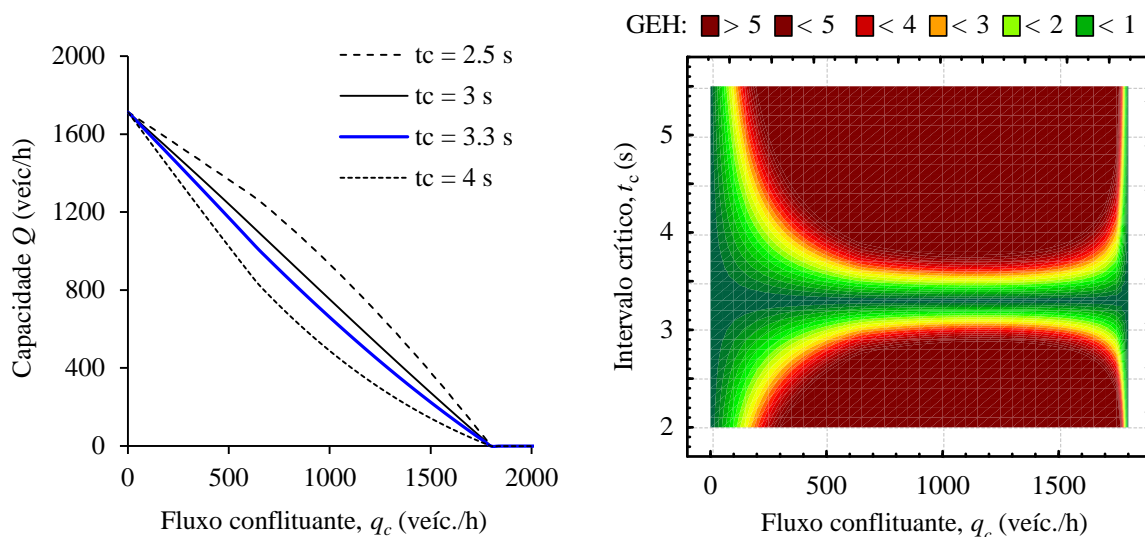 GEH: > 5 < 5 < 4 < 3 < 2 < 1
tc = 2.5 s
tc = 3 s
tc = 3.3 s
tc = 4 s
Capacidade Q (veíc/h)
2000
1600
1200
800
400
0
0 500 1000 1500 2000
Fluxo conflituante, qc (veíc./h)
Intervalo crítico, tc (s)
5
4
3
2
0 500 1000 1500
Fluxo conflituante, qc (veíc./h)